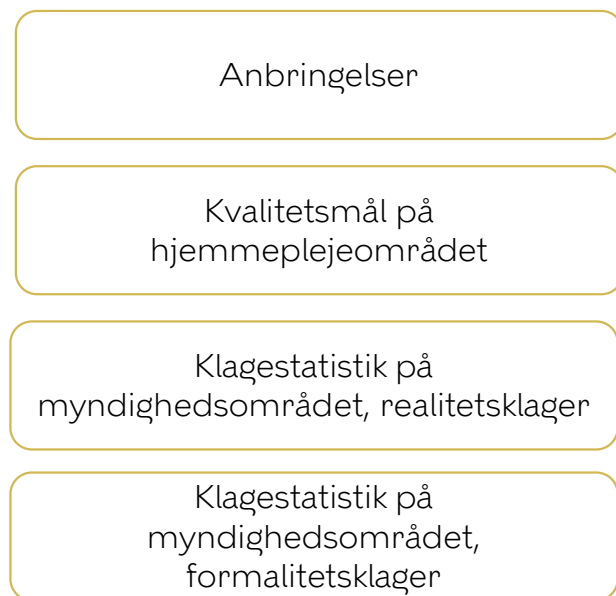 Anbringelser
Kvalitetsmål på
hjemmeplejeområdet
Klagestatistik på
myndighedsområdet, realitetsklager
Klagestatistik på
myndighedsområdet,
formalitetsklager